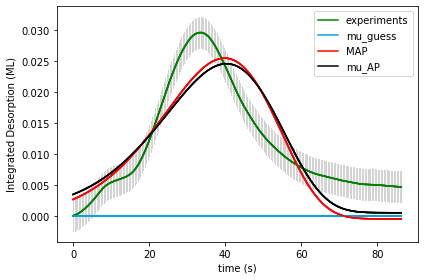 experiments
mu_guess
MAP
mu_AP
Integrated Desorption (ML)
0.030
0.025
0.020
0.015
0.010
0.005
0.000
0 20 40 60 80
time (s)